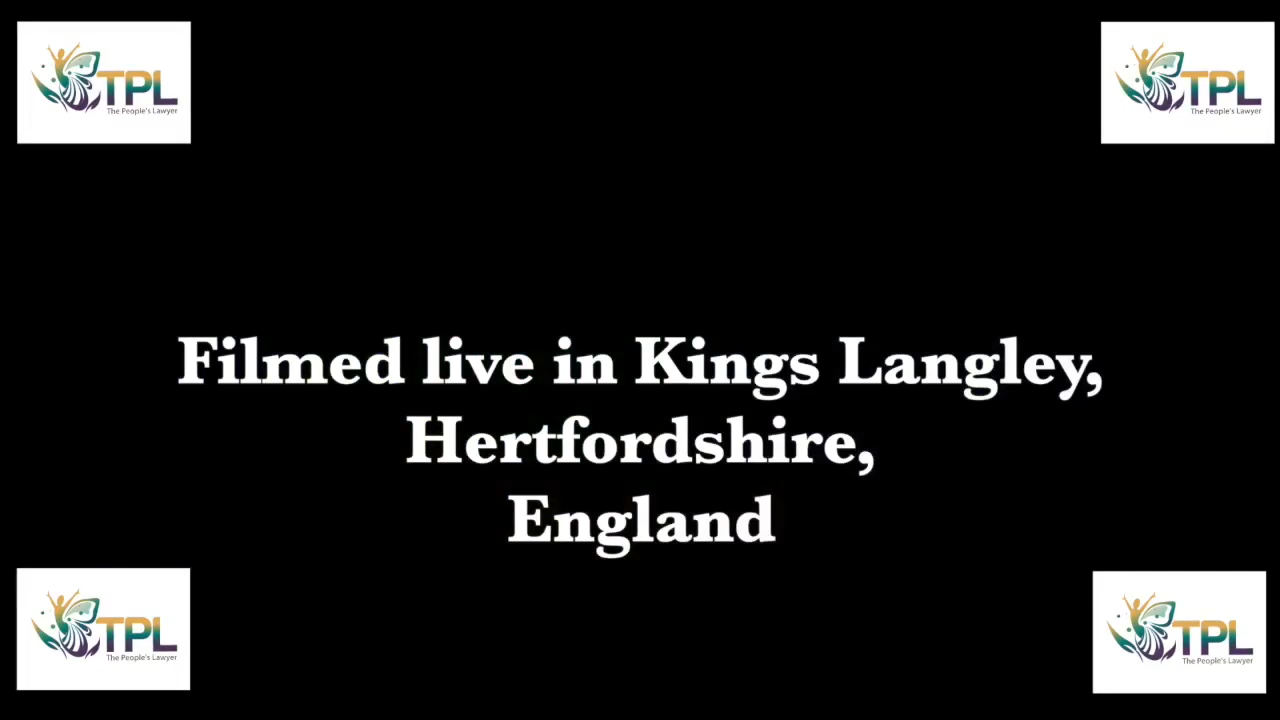 TPL
The People's Lawyer
TPL
The People's Lawyer
Filmed live in Kings Langley,
Hertfordshire,
England
TPL
The People's Lawyer
TPL
The People's Lawyer